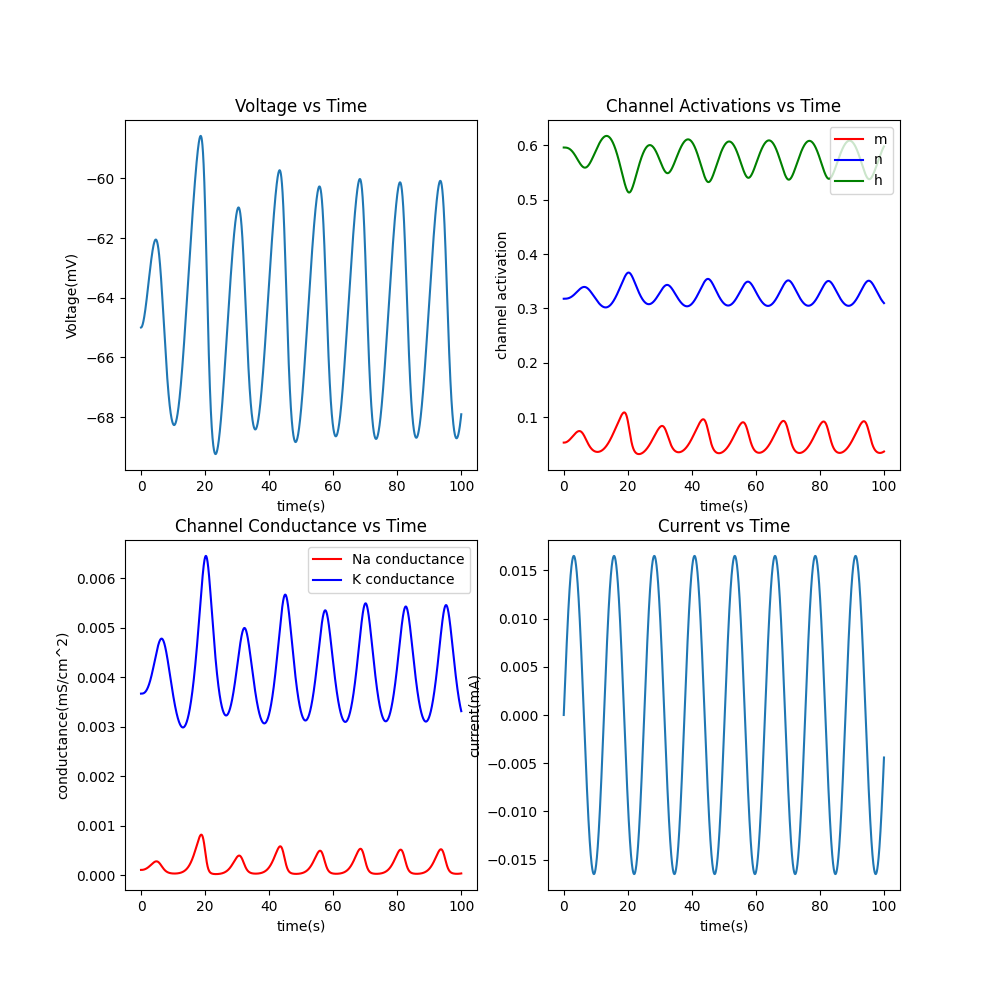 Voltage vs Time
Voltage(mV)
−60
−62
−64
−66
−68
0 20 40 60 80 100
time(s)
Channel Activations vs Time
channel activation
0.6
0.5
0.4
0.3
0.2
0.1
m
n
h
0 20 40 60 80 100
time(s)
Channel Conductance vs Time
conductance(mS/cm^2)
0.006
0.005
0.004
0.003
0.002
0.001
0.000
Na conductance
K conductance
0 20 40 60 80 100
time(s)
Current vs Time
current(mA)
0.015
0.010
0.005
0.000
−0.005
−0.010
−0.015
0 20 40 60 80 100
time(s)